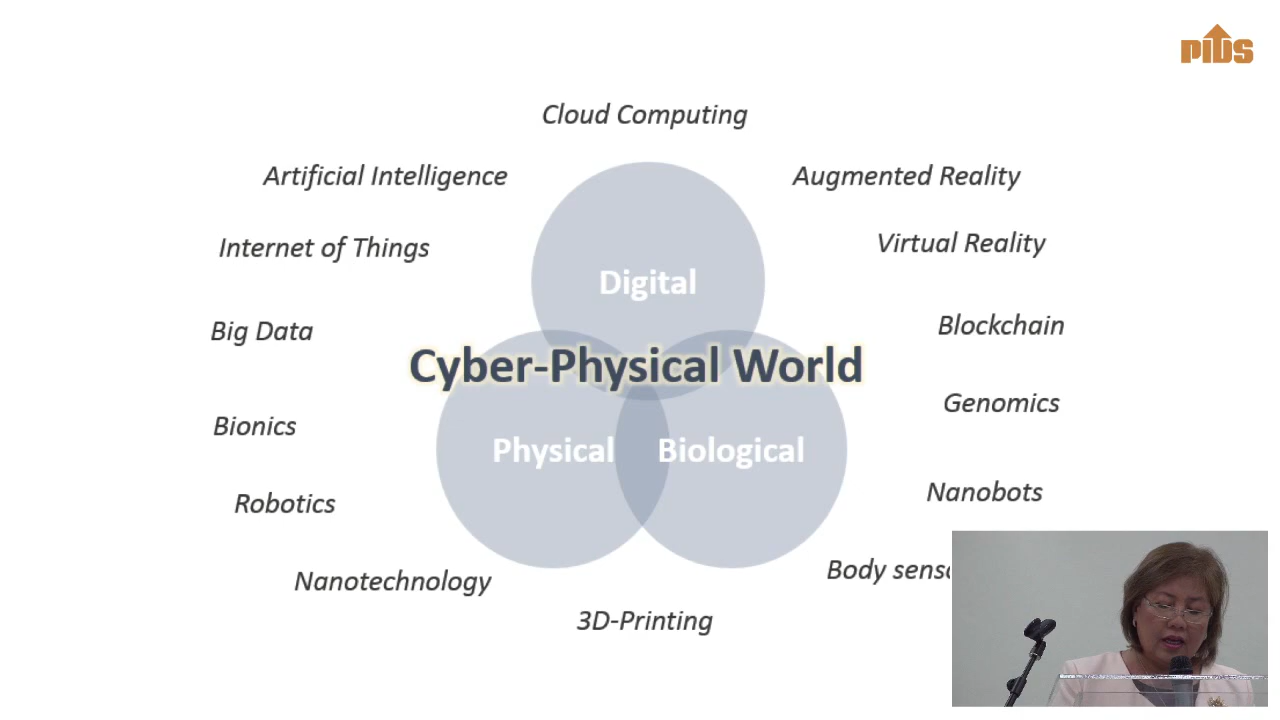 PIDS
Cloud Computing
Artificial Intelligence
Augmented Reality
Internet of Things
Virtual Reality
Digital
Big Data
Blockchain
Cyber-Physical World
Genomics
Bionics
Physical
Biological
Nanobots
Robotics
Body
Nanotechnology
3D-Printing